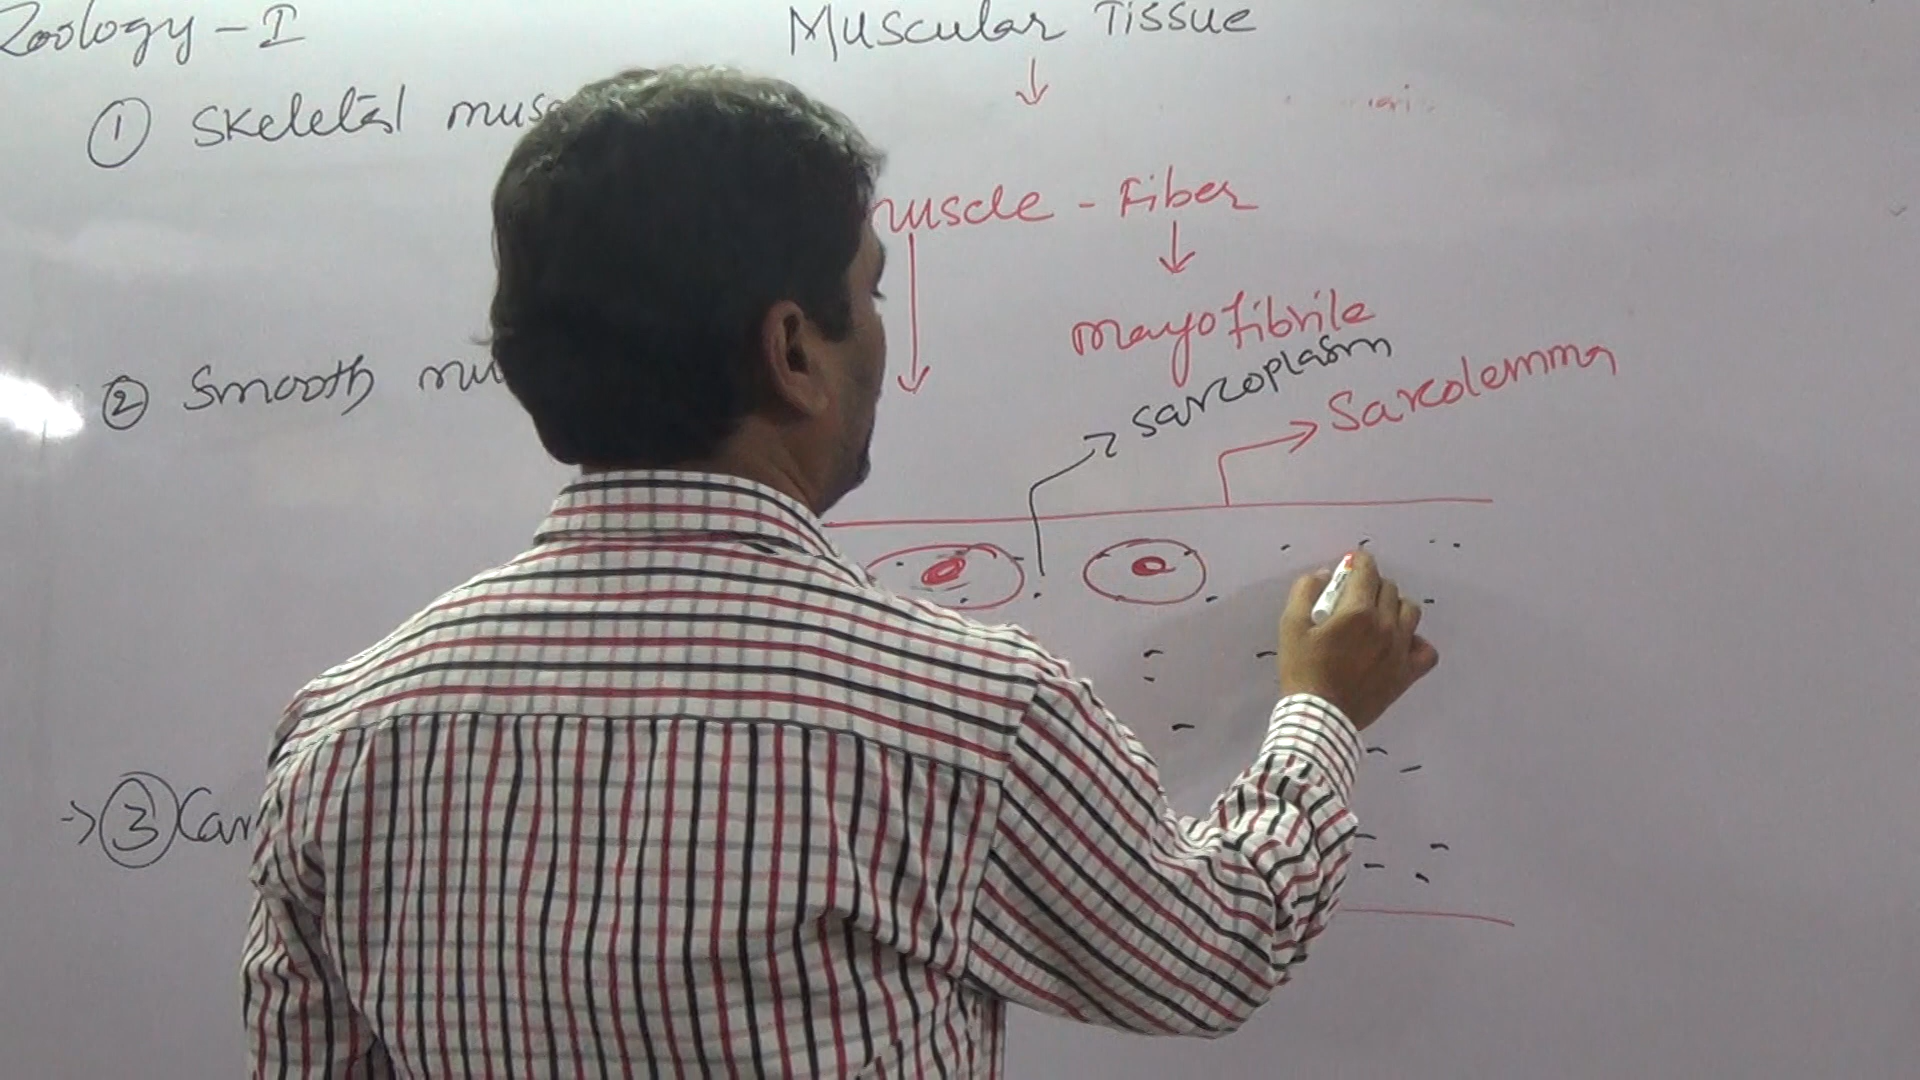 Zoology - I
Muscular Tissue
① Skeletal
muscle - Fiber
mayofibrile
sarcoplasm
Sarcolemma
② Smooth
-> ③